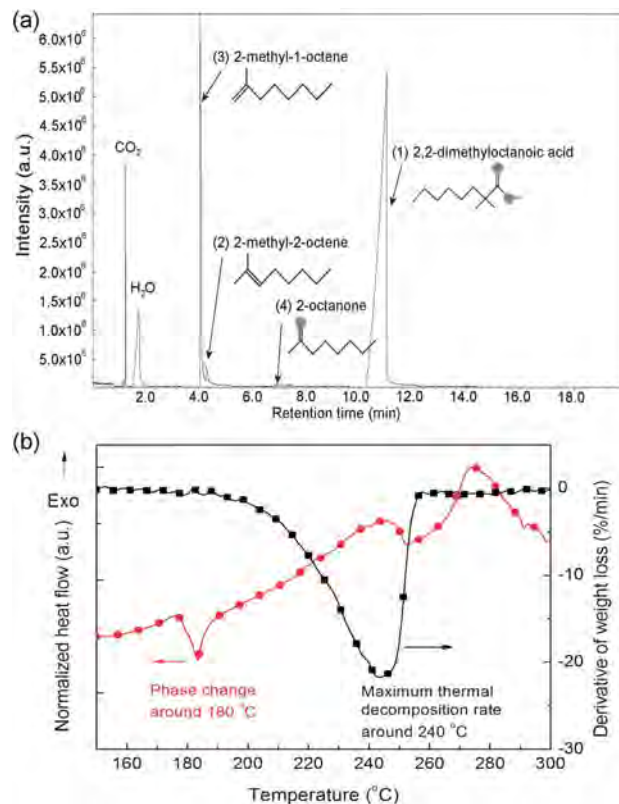 (a)
6.0x10⁶
5.5x10⁶
5.0x10⁶
4.5x10⁶
4.0x10⁶
3.5x10⁶
3.0x10⁶
2.5x10⁶
2.0x10⁶
1.5x10⁶
1.0x10⁶
5.0x10⁵
Intensity (a.u.)
CO₂
H₂O
(3) 2-methyl-1-octene
(1) 2,2-dimethyloctanoic acid
(2) 2-methyl-2-octene
(4) 2-octanone
2.0 4.0 6.0 8.0 10.0 12.0 14.0 16.0 18.0
Retention time (min)
(b)
Exo
Normalized heat flow (a.u.)
Phase change
around 180 °C
Maximum thermal
decomposition rate
around 240 °C
0
-10
-20
-30
Derivative of weight loss (%/min)
160 180 200 220 240 260 280 300
Temperature (°C)